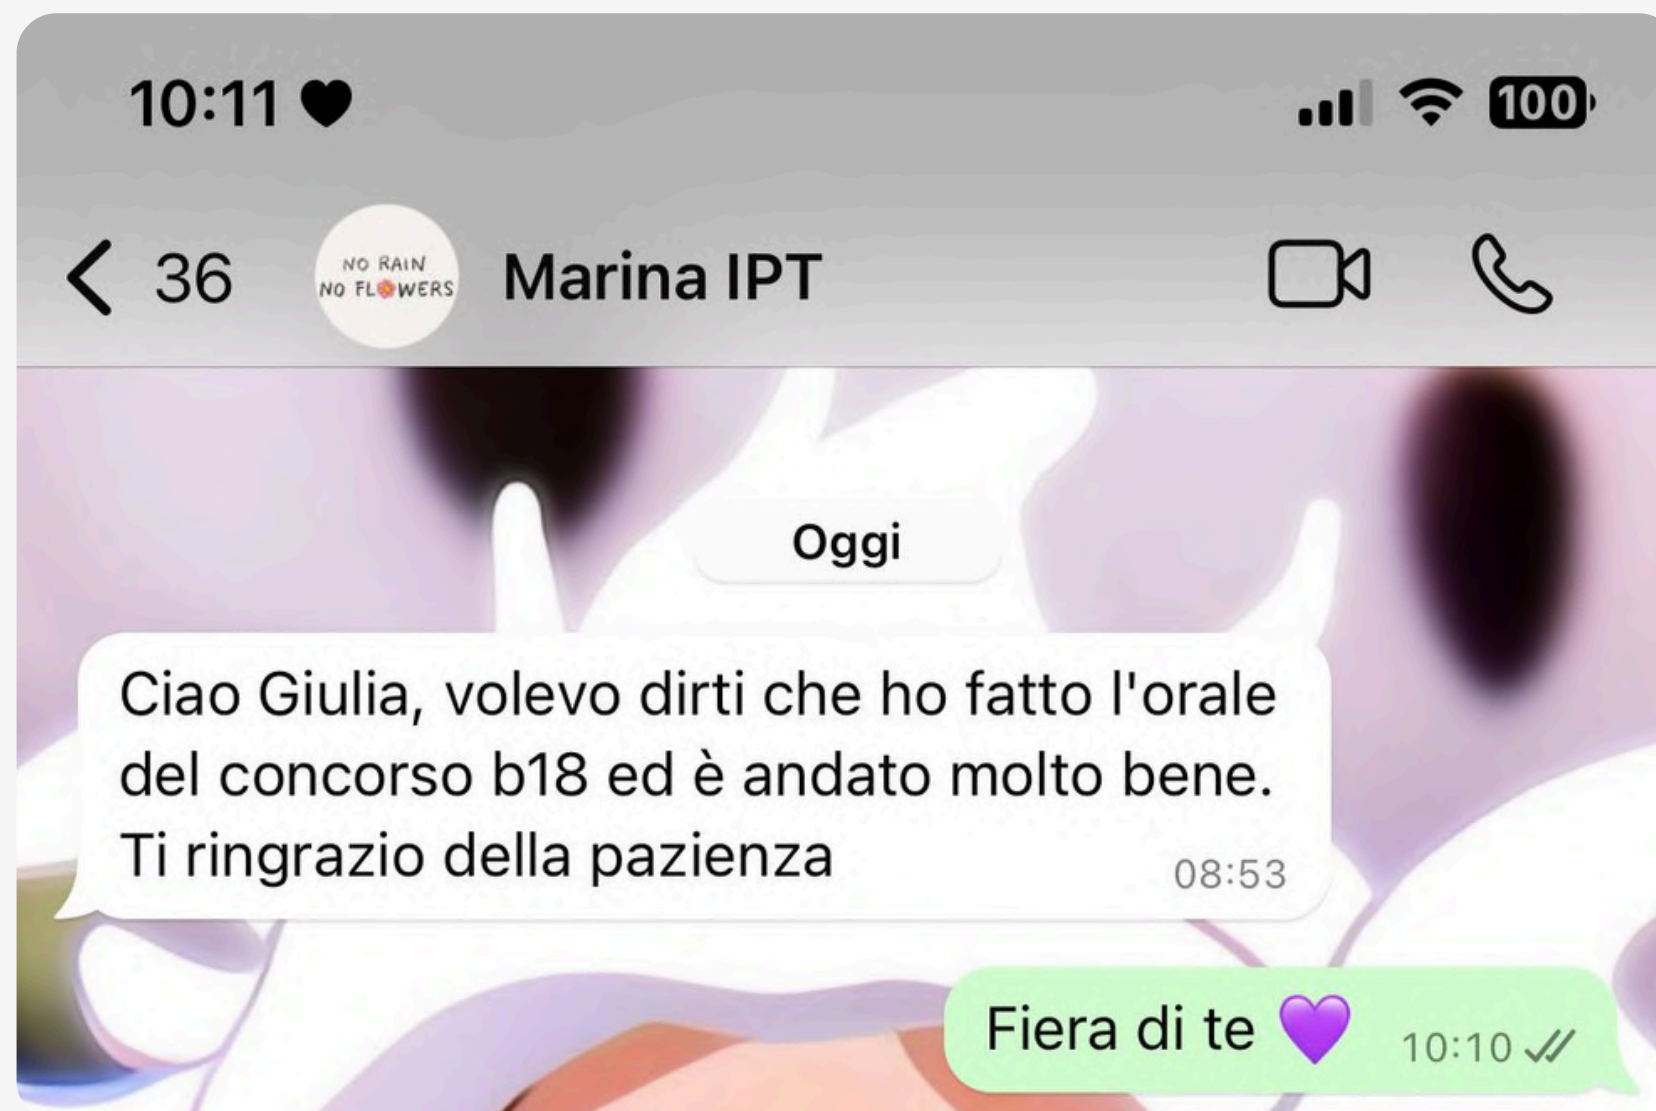 10:11
100
36
NO RAIN
NO FLOWERS
Marina IPT
Oggi
Ciao Giulia, volevo dirti che ho fatto l'orale
del concorso b18 ed è andato molto bene.
Ti ringrazio della pazienza
08:53
Fiera di te 💜
10:10